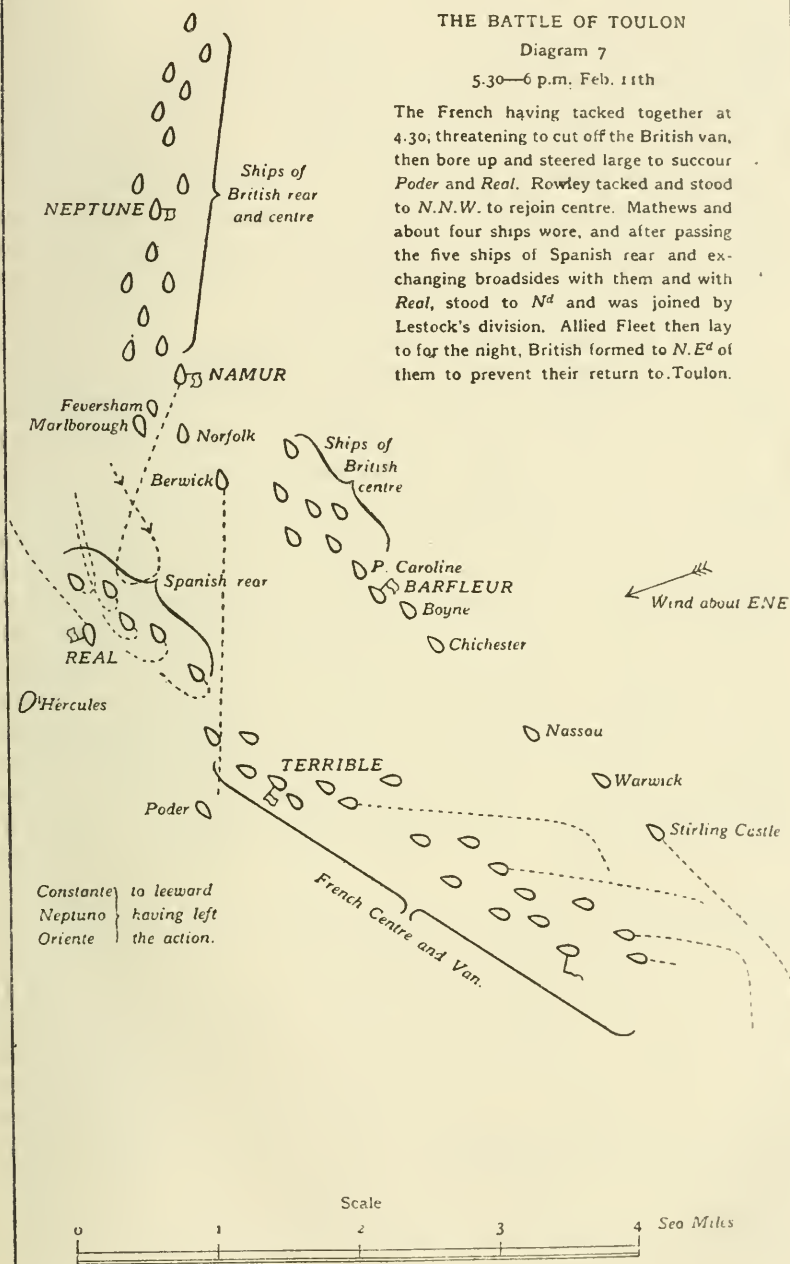 THE BATTLE OF TOULON
Diagram 7
5.30—6 p.m. Feb. 11th
The French having tacked together at
4.30, threatening to cut off the British van,
then bore up and steered large to succour
Poder and Real. Rowley tacked and stood
to N.N.W. to rejoin centre. Mathews and
about four ships wore, and after passing
the five ships of Spanish rear and ex-
changing broadsides with them and with
Real, stood to Nd and was joined by
Lestock's division. Allied Fleet then lay
to for the night, British formed to N.Ed of
them to prevent their return to Toulon.
Ships of
British rear
and centre
NEPTUNE
NAMUR
Feversham
Marlborough
Norfolk
Berwick
Ships of
British
centre
P. Caroline
BARFLEUR
Boyne
Chichester
Wind about ENE
Spanish rear
REAL
Hercules
Nassou
TERRIBLE
Warwick
Poder
Stirling Castle
Constante
Neptuno
Oriente
to leeward
having left
the action.
French Centre and Van.
Scale
0 1 2 3 4 Sea Miles